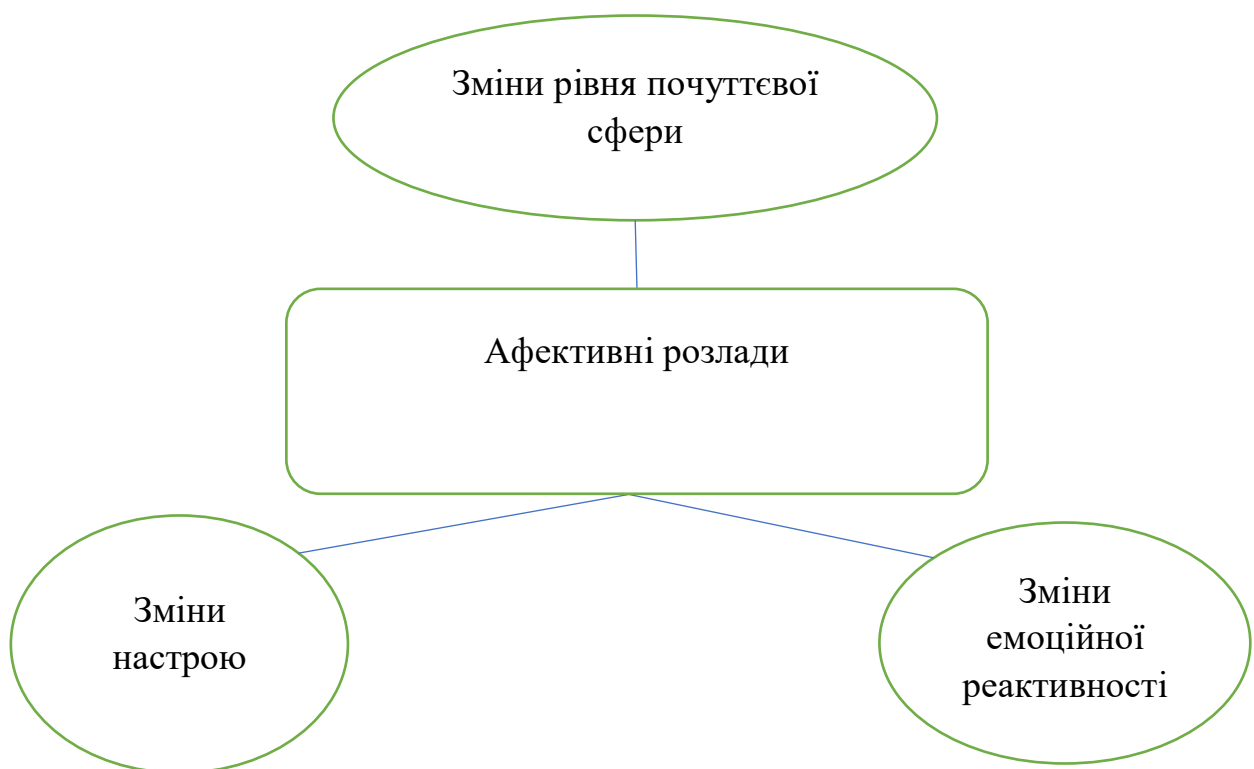 Зміни рівня почуттєвої
сфери
Афективні розлади
Зміни
настрою
Зміни
емоційної
реактивності